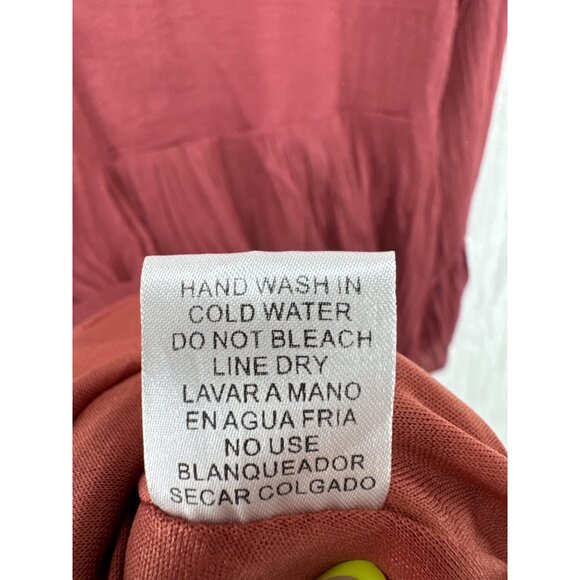 HAND WASH IN
COLD WATER
DO NOT BLEACH
LINE DRY
LAVAR A MANO
EN AGUA FRIA
NO USE
BLANQUEADOR
SECAR COLGADO